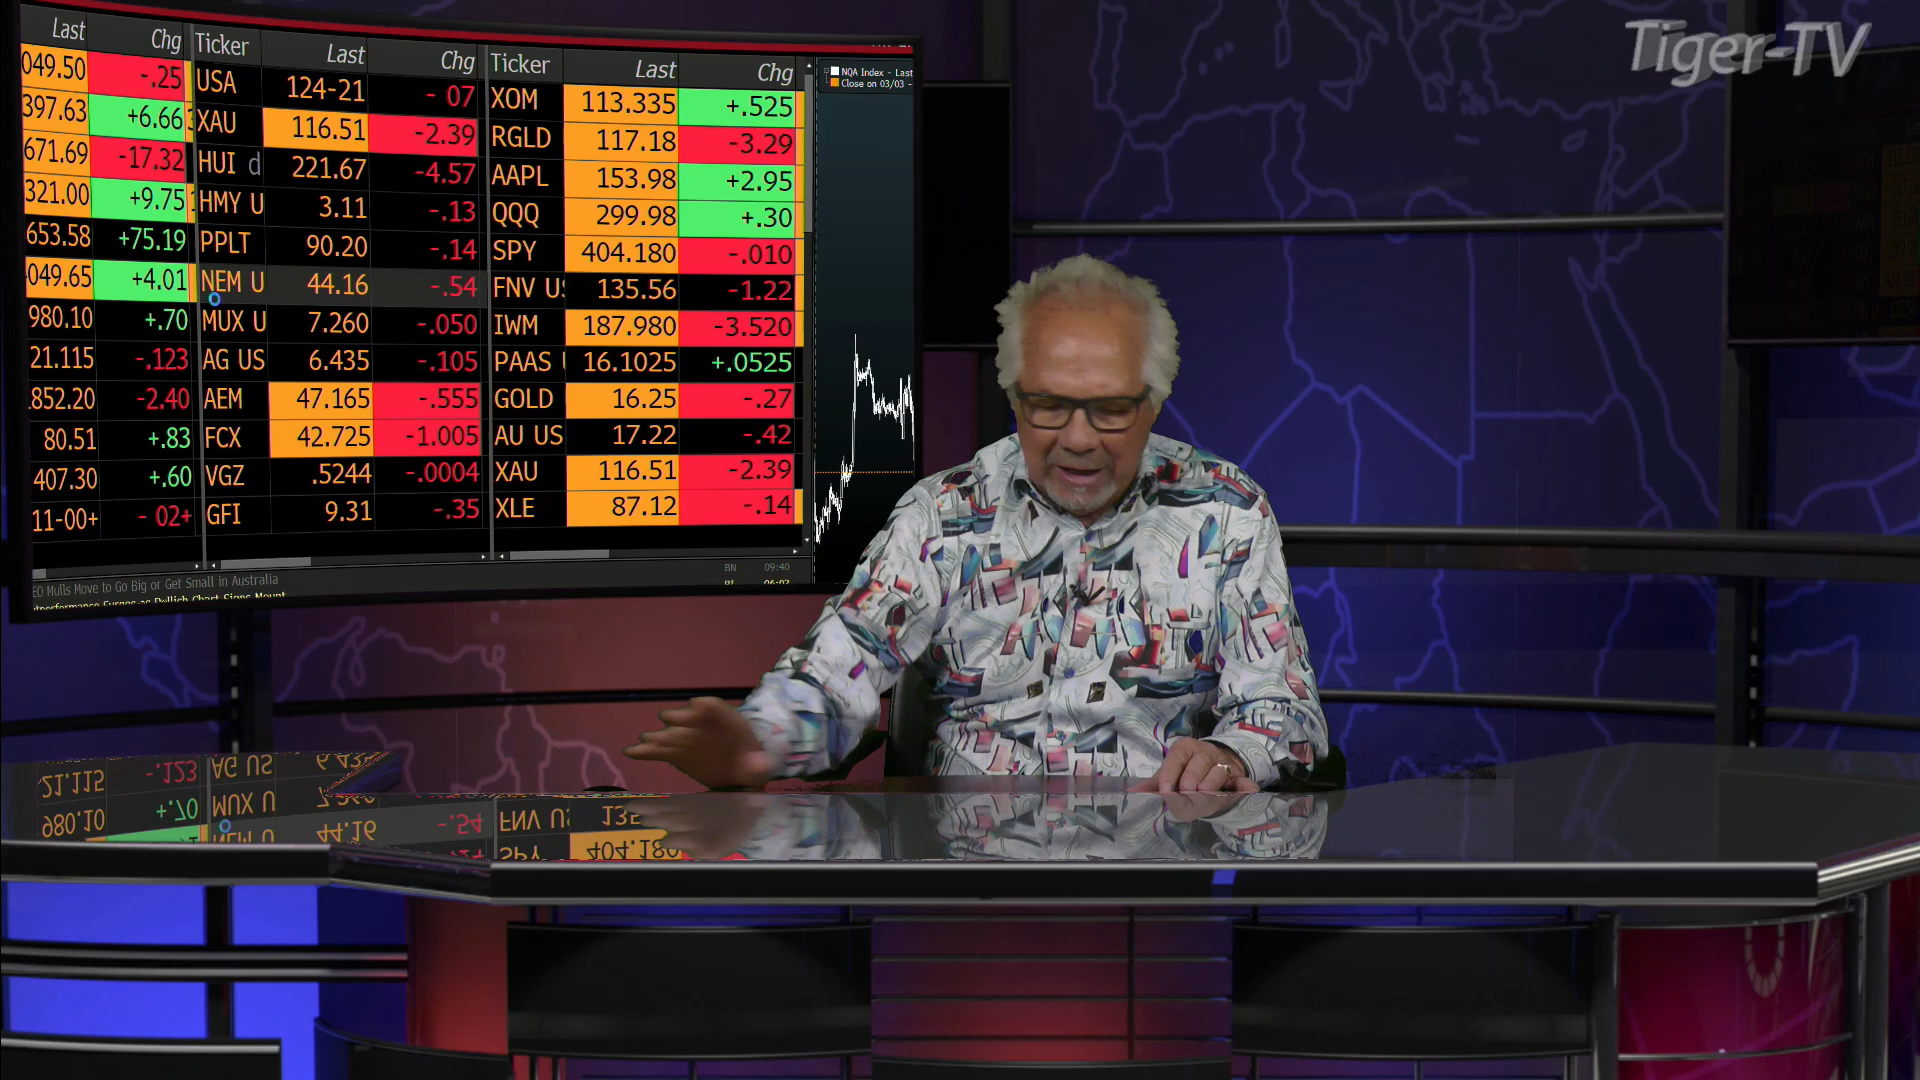 Tiger-TV
Last Chg Ticker Last Chg Ticker Last Chg
049.50 -.25 USA 124-21 - 07 XOM 113.335 +.525
397.63 +6.66 XAU 116.51 -2.39 RGLD 117.18 -3.29
671.69 -17.32 HUI d 221.67 -4.57 AAPL 153.98 +2.95
321.00 +9.75 HMY U 3.11 -.13 QQQ 299.98 +.30
653.58 +75.19 PPLT 90.20 -.14 SPY 404.180 -.010
049.65 +4.01 NEM U 44.16 -.54 FNV US 135.56 -1.22
980.10 +.70 MUX U 7.260 -.050 IWM 187.980 -3.520
21.115 -.123 AG US 6.435 -.105 PAAS 16.1025 +.0525
852.20 -2.40 AEM 47.165 -.555 GOLD 16.25 -.27
80.51 +.83 FCX 42.725 -1.005 AU US 17.22 -.42
407.30 +.60 VGZ .5244 -.0004 XAU 116.51 -2.39
11-00+ - 02+ GFI 9.31 -.35 XLE 87.12 -.14
NQA Index - Last
Close on 03/03 -
EO Mulls Move to Go Big or Get Small in Australia
BN 09:40